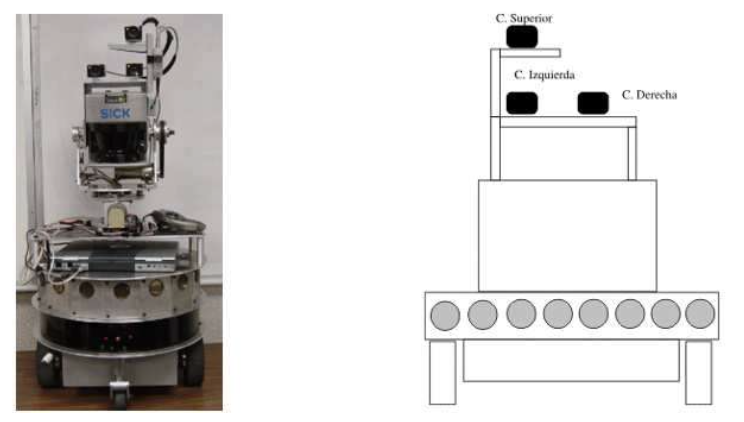 C. Superior
C. Izquierda
C. Derecha
SICK